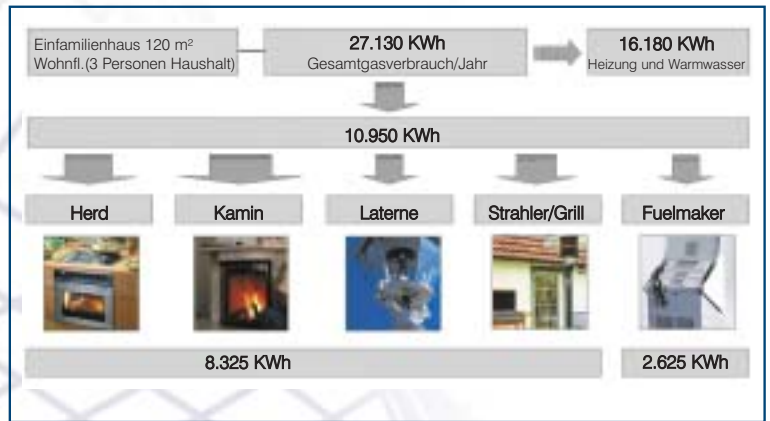 Einfamilienhaus 120 m²
Wohnfl.(3 Personen Haushalt)
27.130 KWh
Gesamtgasverbrauch/Jahr
16.180 KWh
Heizung und Warmwasser
10.950 KWh
Herd
Kamin
Laterne
Strahler/Grill
Fuelmaker
8.325 KWh
2.625 KWh